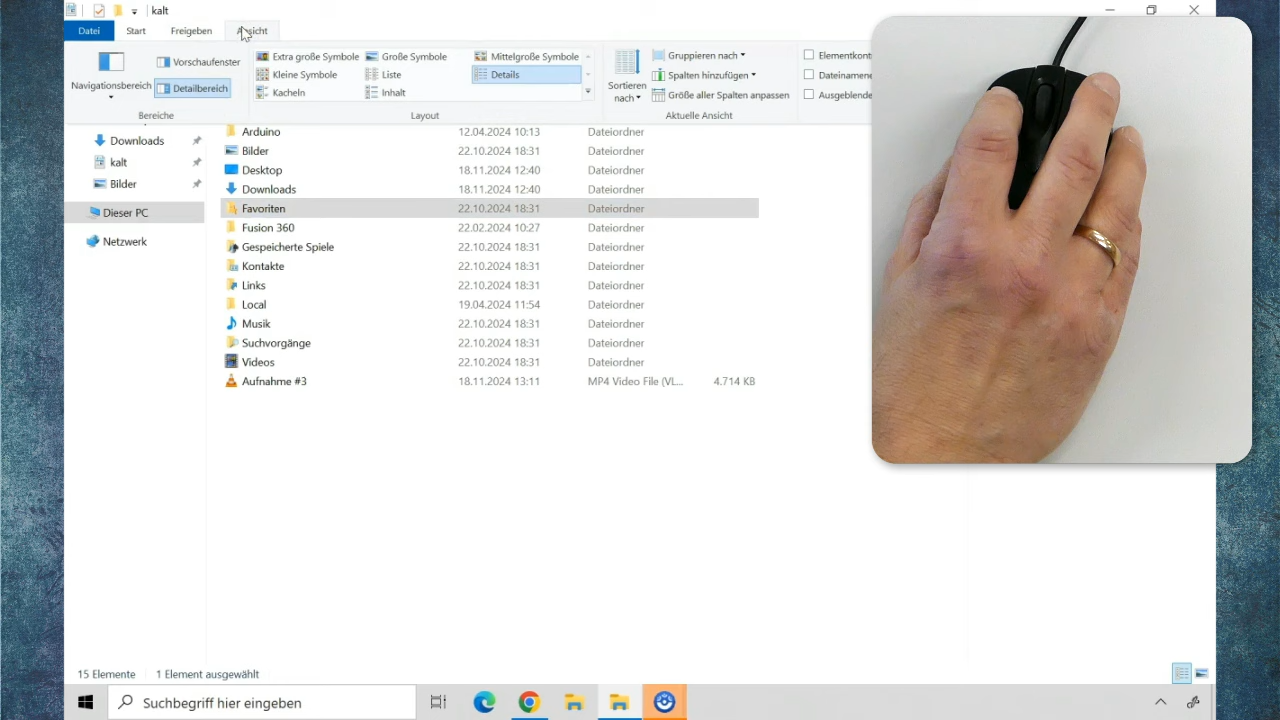 kalt
Datei Start Freigeben Ansicht
Navigationsbereich
Vorschaufenster
Detailbereich
Bereiche
Extra große Symbole Große Symbole Mittelgroße Symbole
Kleine Symbole Liste Details
Kacheln Inhalt
Layout
Sortieren
nach
Gruppieren nach
Spalten hinzufügen
Größe aller Spalten anpassen
Aktuelle Ansicht
Elementkont
Dateiname
Ausgeblende
Downloads
kalt
Bilder
Dieser PC
Netzwerk
Arduino 12.04.2024 10:13 Dateiordner
Bilder 22.10.2024 18:31 Dateiordner
Desktop 18.11.2024 12:40 Dateiordner
Downloads 18.11.2024 12:40 Dateiordner
Favoriten 22.10.2024 18:31 Dateiordner
Fusion 360 22.02.2024 10:27 Dateiordner
Gespeicherte Spiele 22.10.2024 18:31 Dateiordner
Kontakte 22.10.2024 18:31 Dateiordner
Links 22.10.2024 18:31 Dateiordner
Local 19.04.2024 11:54 Dateiordner
Musik 22.10.2024 18:31 Dateiordner
Suchvorgänge 22.10.2024 18:31 Dateiordner
Videos 22.10.2024 18:31 Dateiordner
Aufnahme #3 18.11.2024 13:11 MP4 Video File (VL... 4.714 KB
15 Elemente 1 Element ausgewählt
Suchbegriff hier eingeben